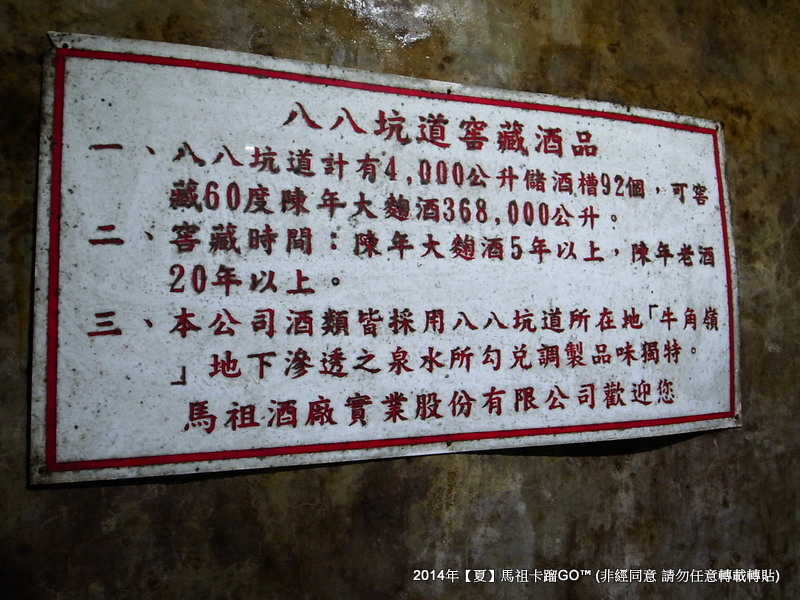 八八坑道窖藏酒品
一、八八坑道計有4,000公升儲酒槽92個，可窖
藏60度陳年大麴酒368,000公升。
二、窖藏時間：陳年大麴酒5年以上，陳年老酒
20年以上。
三、本公司酒類皆採用八八坑道所在地「牛角嶺
」地下滲透之泉水所勾兌調製品味獨特。
馬祖酒廠實業股份有限公司歡迎您
2014年【夏】馬祖卡蹓GO™ (非經同意 請勿任意轉載轉貼)